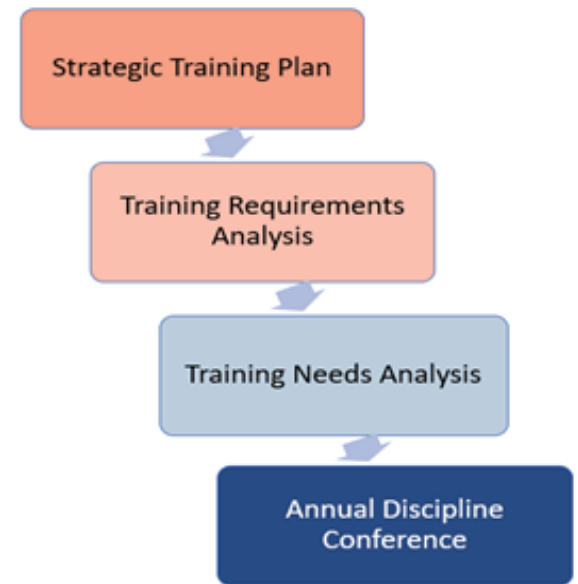 Strategic Training Plan
Training Requirements
Analysis
Training Needs Analysis
Annual Discipline
Conference